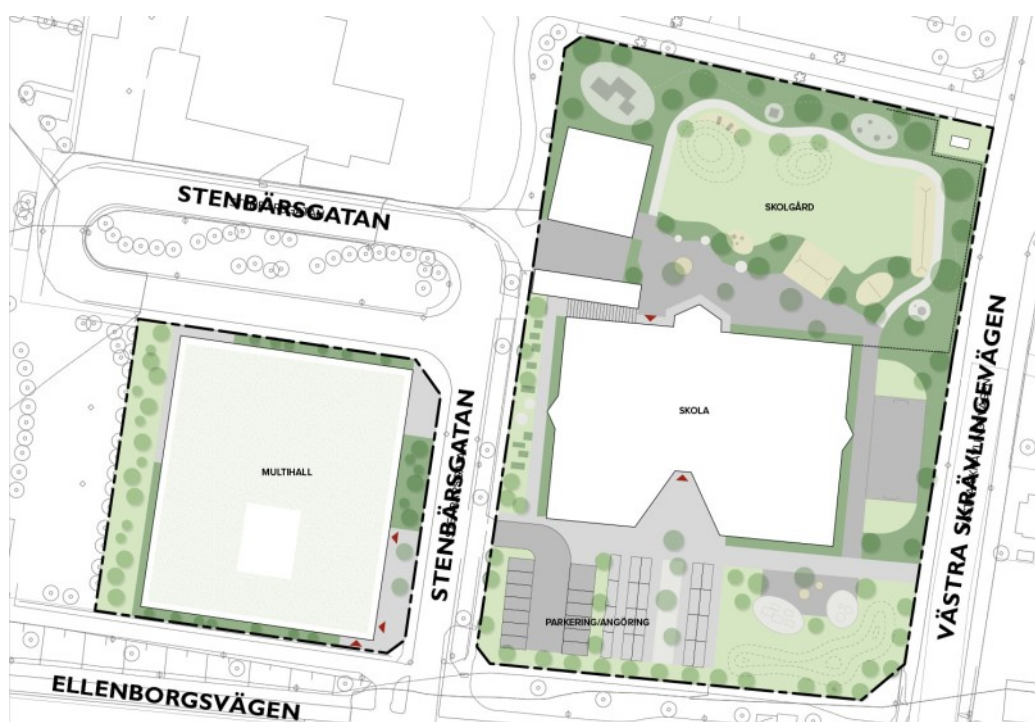 STENBÄRSGATAN
SKOLGÅRD
SKOLA
MULTIHALL
STENBÄRSGATAN
VÄSTRA SKRÄVLINGEVÄGEN
PARKERING/ANGÖRING
ELLENBORGSVÄGEN